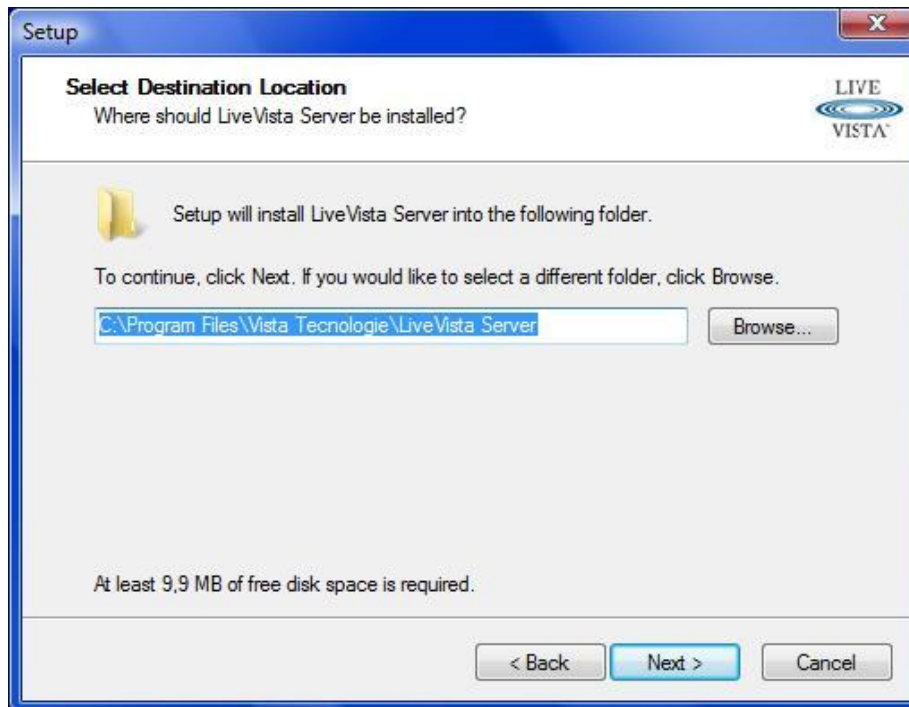 Setup
X
Select Destination Location
Where should LiveVista Server be installed?
LIVE
VISTA™
Setup will install LiveVista Server into the following folder.
To continue, click Next. If you would like to select a different folder, click Browse.
C:\Program Files\Vista Tecnologie\LiveVista Server
Browse...
At least 9,9 MB of free disk space is required.
< Back
Next >
Cancel